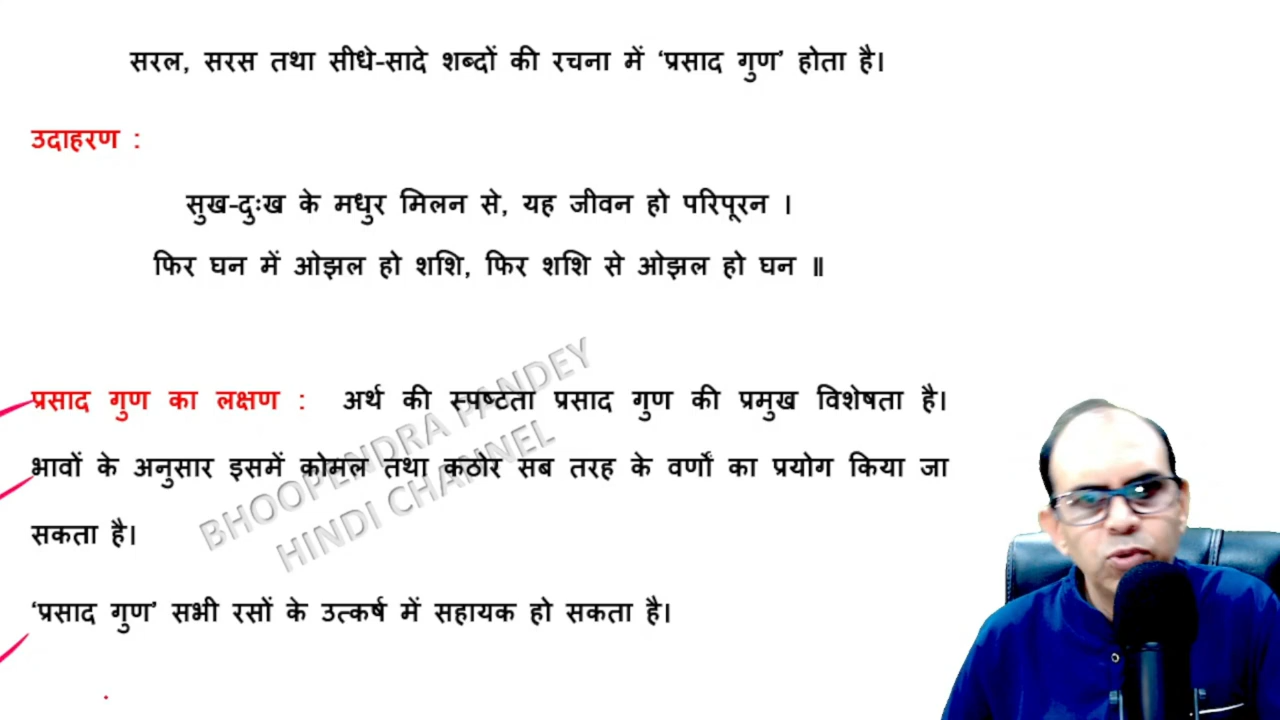 सरल, सरस तथा सीधे-सादे शब्दों की रचना में ‘प्रसाद गुण’ होता है।
उदाहरण :
सुख-दुःख के मधुर मिलन से, यह जीवन हो परिपूरन ।
फिर घन में ओझल हो शशि, फिर शशि से ओझल हो घन ॥
प्रसाद गुण का लक्षण : अर्थ की स्पष्टता प्रसाद गुण की प्रमुख विशेषता है।
भावों के अनुसार इसमें कोमल तथा कठोर सब तरह के वर्णों का प्रयोग किया जा
सकता है।
‘प्रसाद गुण’ सभी रसों के उत्कर्ष में सहायक हो सकता है।
BHOOPENDRA PANDEY
HINDI CHANNEL